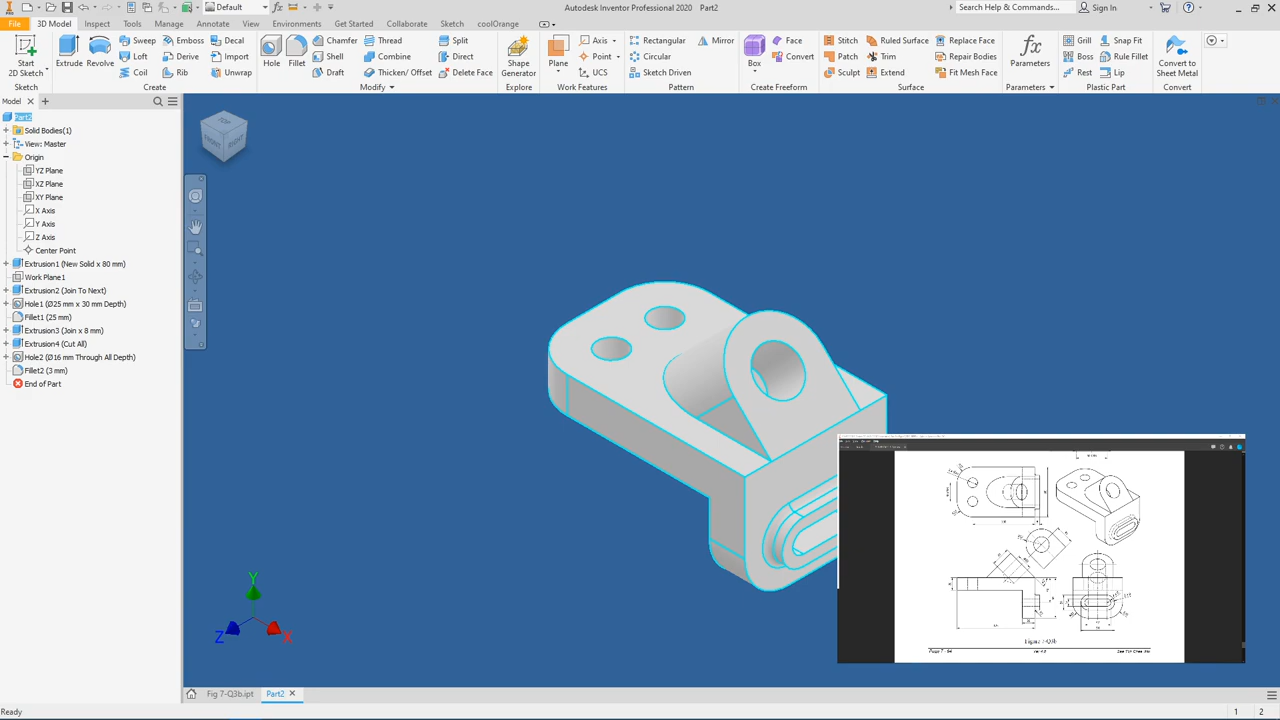 Default
Autodesk Inventor Professional 2020   Part2
Search Help & Commands...
Sign In
File 3D Model Sketch Inspect Tools Manage View Environments Get Started Collaborate Sketch coolOrange
Start
2D Sketch
Sketch
Extrude
Revolve
Sweep
Loft
Coil
Emboss
Derive
Rib
Decal
Import
Unwrap
Create
Hole
Fillet
Chamfer
Shell
Draft
Thread
Combine
Thicken/ Offset
Split
Direct
Delete Face
Modify
Shape
Generator
Explore
Plane
Axis
Point
UCS
Work Features
Rectangular
Circular
Sketch Driven
Mirror
Pattern
Box
Face
Convert
Create Freeform
Stitch
Patch
Sculpt
Ruled Surface
Trim
Extend
Replace Face
Repair Bodies
Fit Mesh Face
Surface
fx
Parameters
Parameters
Grill
Boss
Rest
Snap Fit
Rule Fillet
Lip
Plastic Part
Convert to
Sheet Metal
Convert
Model
Part2
Solid Bodies(1)
View: Master
Origin
YZ Plane
XZ Plane
XY Plane
X Axis
Y Axis
Z Axis
Center Point
Extrusion1 (New Solid x 80 mm)
Work Plane1
Extrusion2 (Join To Next)
Hole1 (Ø25 mm x 30 mm Depth)
Fillet1 (25 mm)
Extrusion3 (Join x 8 mm)
Extrusion4 (Cut All)
Hole2 (Ø16 mm Through All Depth)
Fillet2 (3 mm)
End of Part
TOP
FRONT
RIGHT
Y
Z
X
Figure 7-Q3b
Fig 7-Q3b.ipt
Part2
Ready
1
2